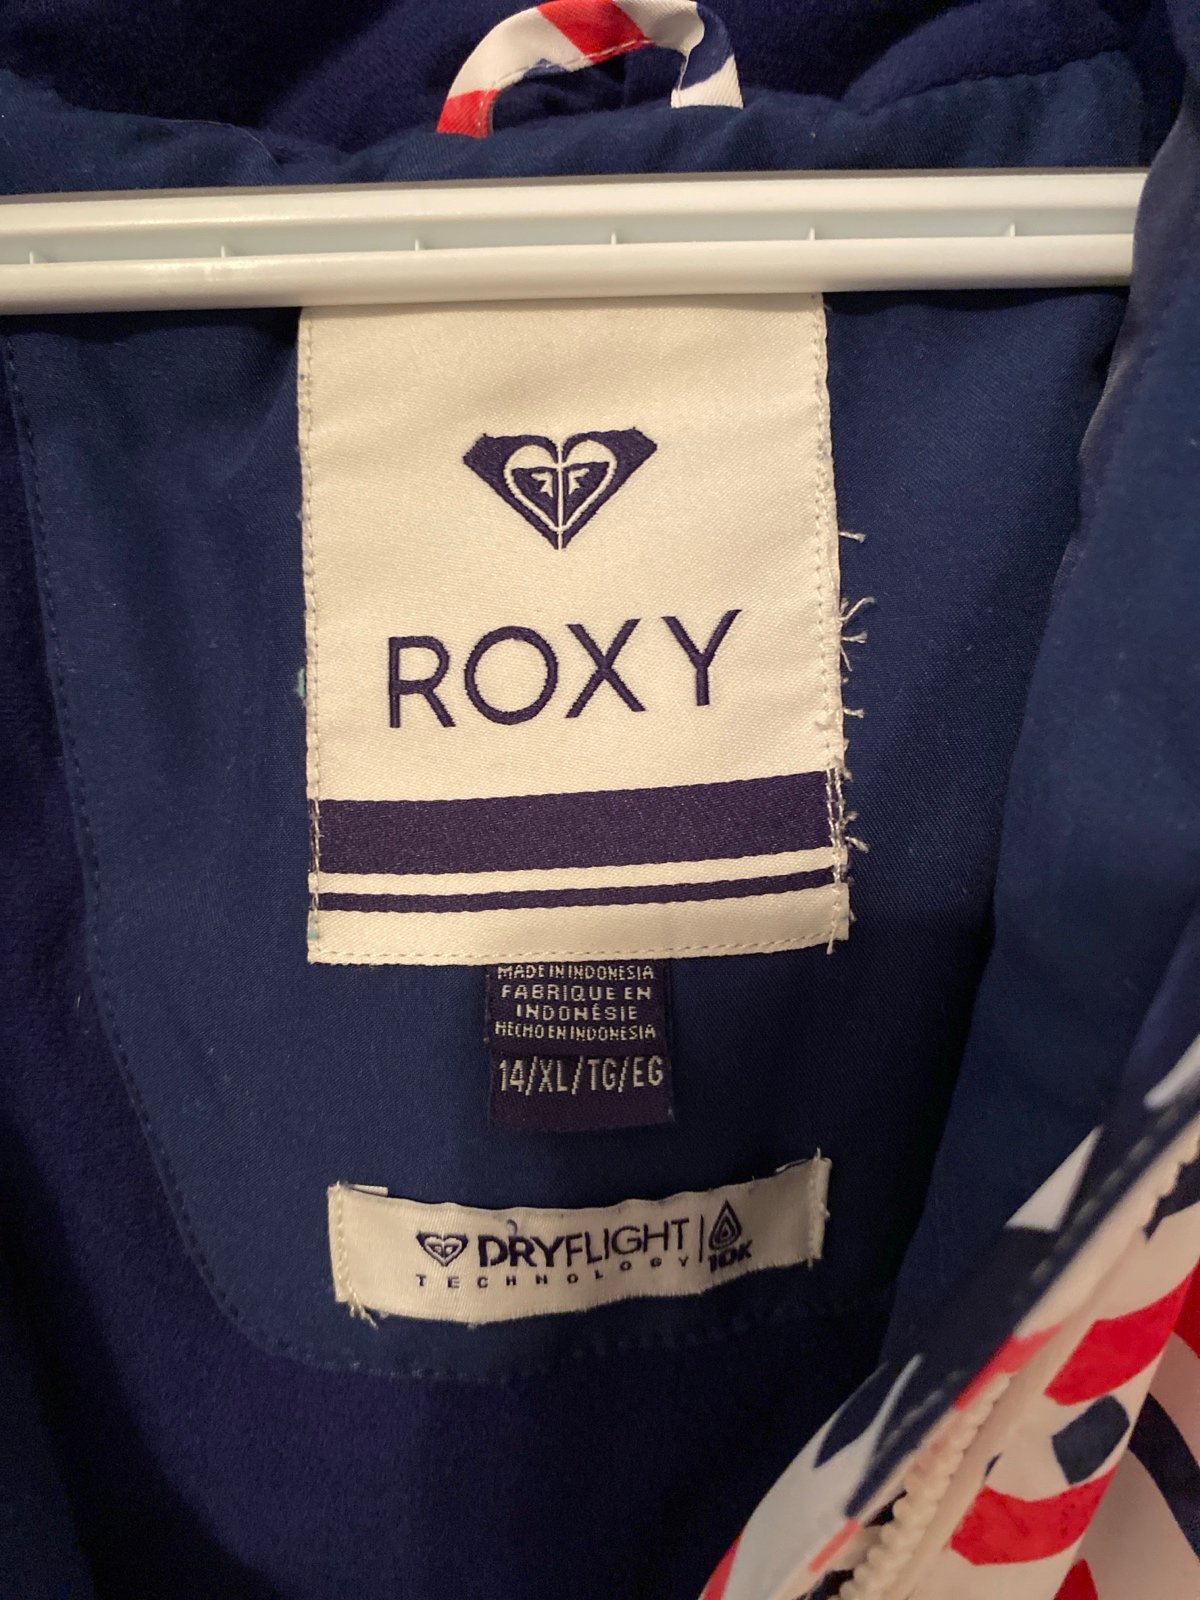 ROXY
MADE IN INDONESIA
FABRIQUE EN
INDONÉSIE
HECHO EN INDONESIA
14/XL/TG/EG
DRYFLIGHT
TECHNOLOGY
10K